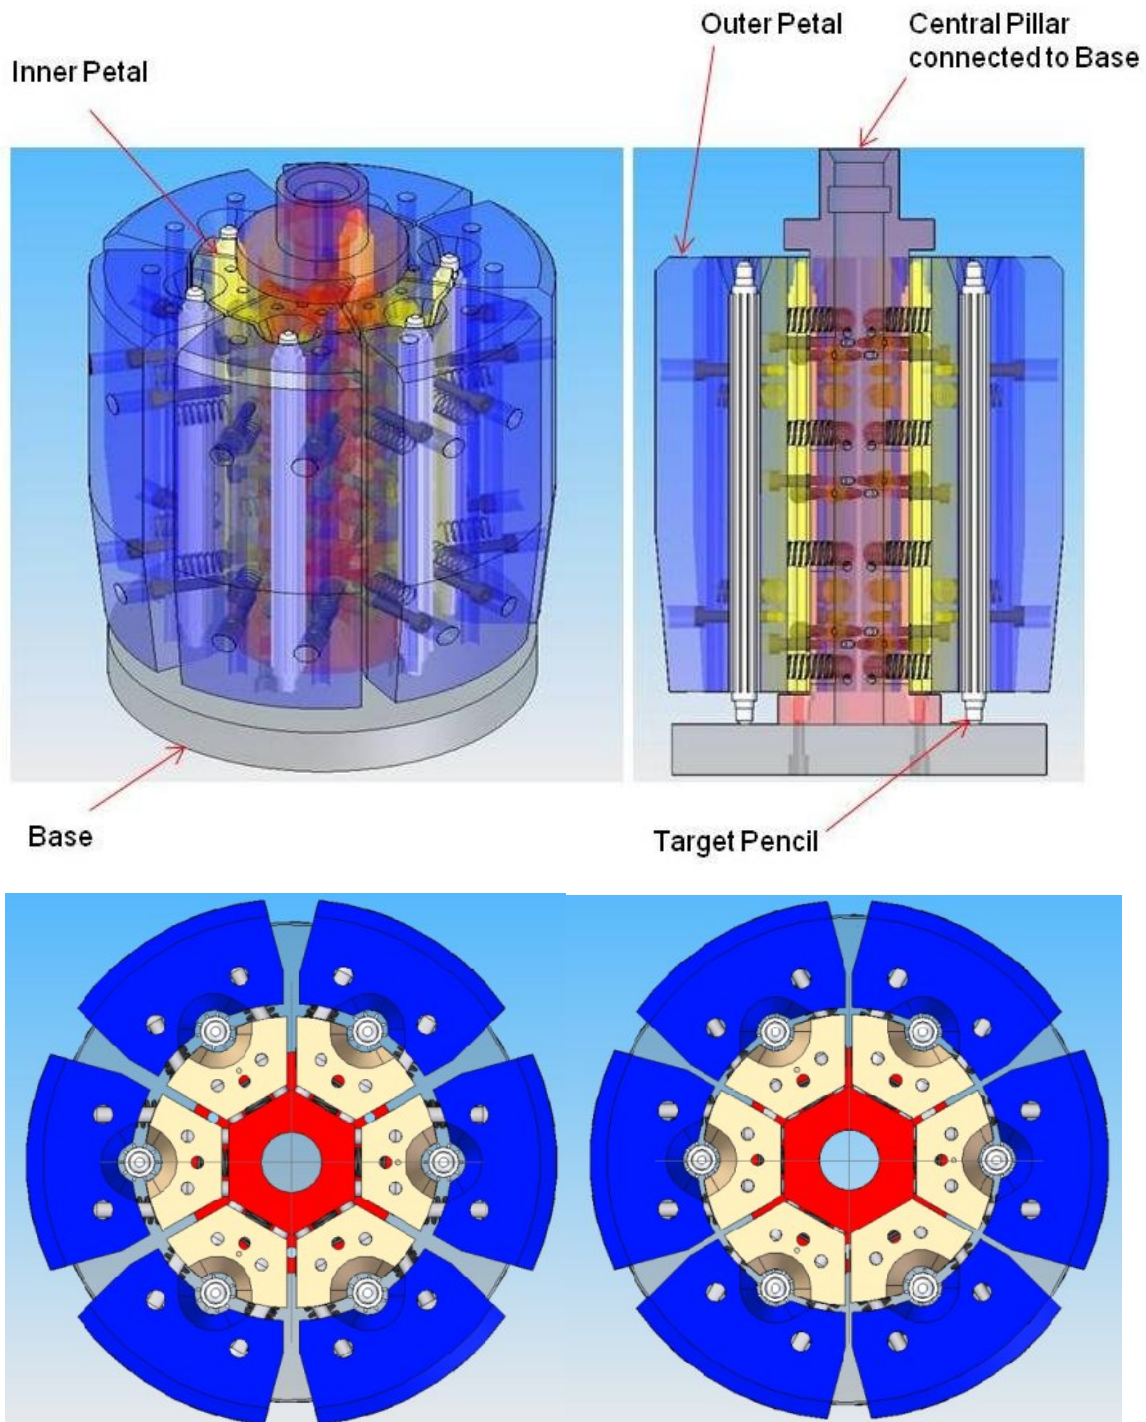 Outer Petal
Central Pillar
connected to Base
Inner Petal
Base
Target Pencil